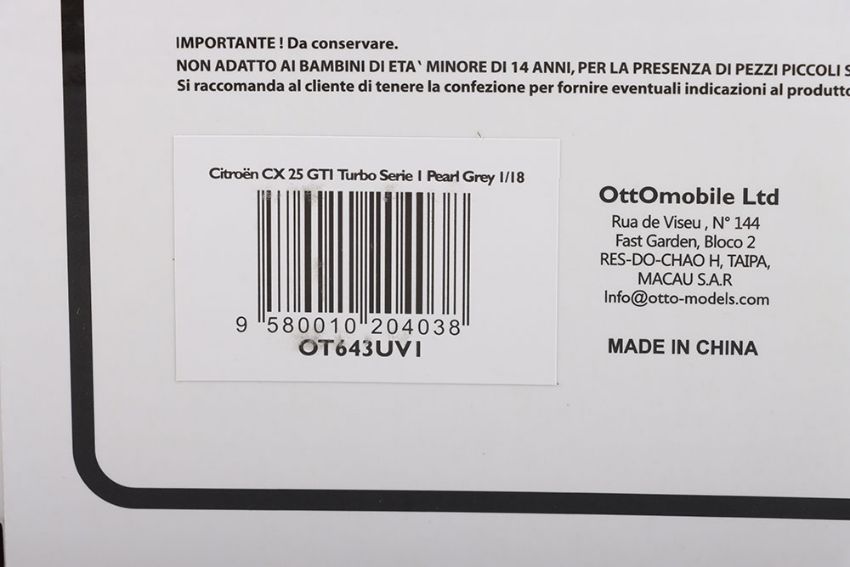 IMPORTANTE ! Da conservare.
NON ADATTO AI BAMBINI DI ETA` MINORE DI 14 ANNI, PER LA PRESENZA DI PEZZI PICCOLI
Si raccomanda al cliente di tenere la confezione per fornire eventuali indicazioni al
Citroën CX 25 GTI Turbo Serie 1 Pearl Grey 1/18
9 580010 204038
OT643UV1
OttOmobile Ltd
Rua de Viseu , N° 144
Fast Garden, Bloco 2
RES-DO-CHAO H, TAIPA,
MACAU S.A.R
Info@otto-models.com
MADE IN CHINA